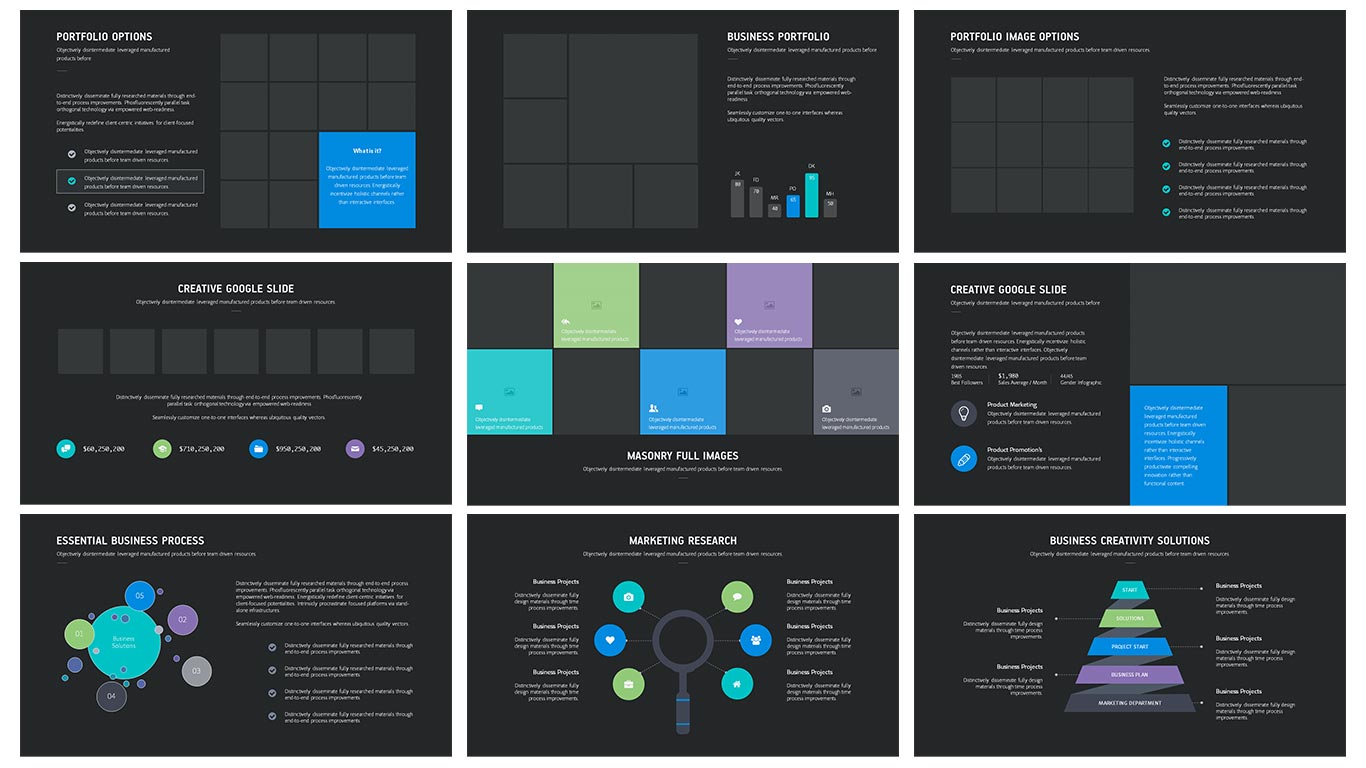 PORTFOLIO OPTIONS
Objectively disintermediate leveraged manufactured
products before
Distinctively disseminate fully researched materials through end-
to-end process improvements. Phosfluorescently parallel task
orthogonal technology via empowered web-readiness
Energistically redefine client-centric initiatives for client-focused
potentialities.
Objectively disintermediate leveraged manufactured
products before team driven resources.
Objectively disintermediate leveraged manufactured
products before team driven resources.
Objectively disintermediate leveraged manufactured
products before team driven resources.
What is it?
Objectively disintermediate leveraged
manufactured products before team
driven resources. Energistically
incentivize holistic channels rather
than interactive interfaces
BUSINESS PORTFOLIO
Objectively disintermediate leveraged manufactured products before
Distinctively disseminate fully researched materials through
end-to-end process improvements. Phosfluorescently
parallel task orthogonal technology via empowered web-
readiness
Seamlessly customize one-to-one interfaces whereas
ubiquitous quality vectors.
JK
80
FD
70
MR
40
PO
65
DK
95
MH
50
PORTFOLIO IMAGE OPTIONS
Objectively disintermediate leveraged manufactured products before team driven resources
Distinctively disseminate fully researched materials through end-
to-end process improvements. Phosfluorescently parallel task
orthogonal technology via empowered web-readiness
Seamlessly customize one-to-one interfaces whereas ubiquitous
quality vectors.
Distinctively disseminate fully researched materials through
end-to-end process improvements.
Distinctively disseminate fully researched materials through
end-to-end process improvements.
Distinctively disseminate fully researched materials through
end-to-end process improvements.
Distinctively disseminate fully researched materials through
end-to-end process improvements.
CREATIVE GOOGLE SLIDE
Objectively disintermediate leveraged manufactured products before team driven resources
Distinctively disseminate fully researched materials through end-to-end process improvements. Phosfluorescently
parallel task orthogonal technology via empowered web-readiness
Seamlessly customize one-to-one interfaces whereas ubiquitous quality vectors.
$60,250,200
$710,250,200
$950,250,200
$45,250,200
Objectively disintermediate
leveraged manufactured products
Objectively disintermediate
leveraged manufactured products
Objectively disintermediate
leveraged manufactured products
Objectively disintermediate
leveraged manufactured products
Objectively disintermediate
leveraged manufactured products
MASONRY FULL IMAGES
Objectively disintermediate leveraged manufactured products before team driven resources
CREATIVE GOOGLE SLIDE
Objectively disintermediate leveraged manufactured products before
Objectively disintermediate leveraged manufactured products
before team driven resources. Energistically incentivize holistic
channels rather than interactive interfaces. Objectively
disintermediate leveraged manufactured products before team
driven resources
1985
Best Followers
$1,980
Sales Average / Month
44/45
Gender Infographic
Product Marketing
Objectively disintermediate leveraged manufactured
products before team driven resources.
Product Promotion's
Objectively disintermediate leveraged manufactured
products before team driven resources.
Objectively disintermediate
leveraged manufactured
products before team driven
resources. Energistically
incentivize holistic channels
rather than interactive
interfaces. Progressively
productivate compelling
innovation rather than
functional content.
ESSENTIAL BUSINESS PROCESS
Objectively disintermediate leveraged manufactured products before team driven resources
05
02
01
Business
Solutions
03
04
Distinctively disseminate fully researched materials through end-to-end process
improvements. Phosfluorescently parallel task orthogonal technology via
empowered web-readiness. Energistically redefine client-centric initiatives for
client-focused potentialities. Intrinsicly procrastinate focused platforms via stand-
alone infrastructures.
Seamlessly customize one-to-one interfaces whereas ubiquitous quality vectors.
Distinctively disseminate fully researched materials through
end-to-end process improvements.
Distinctively disseminate fully researched materials through
end-to-end process improvements.
Distinctively disseminate fully researched materials through
end-to-end process improvements.
Distinctively disseminate fully researched materials through
end-to-end process improvements.
MARKETING RESEARCH
Objectively disintermediate leveraged manufactured products before team driven resources
Business Projects
Distinctively fully
design materials through time
process improvements.
Business Projects
Distinctively fully
design materials through time
process improvements.
Business Projects
Distinctively fully
design materials through time
process improvements.
Business Projects
Distinctively fully
design materials through time
process improvements.
Business Projects
Distinctively fully
design materials through time
process improvements.
Business Projects
Distinctively fully
design materials through time
process improvements.
BUSINESS CREATIVITY SOLUTIONS
Objectively disintermediate leveraged manufactured products before team driven resources
START
SOLUTIONS
PROJECT START
BUSINESS PLAN
MARKETING DEPARTMENT
Business Projects
Distinctively fully design
materials through time process
improvements.
Business Projects
Distinctively fully design
materials through time process
improvements.
Business Projects
Distinctively fully design
materials through time process
improvements.
Business Projects
Distinctively fully design
materials through time process
improvements.
Business Projects
Distinctively fully design
materials through time process
improvements.